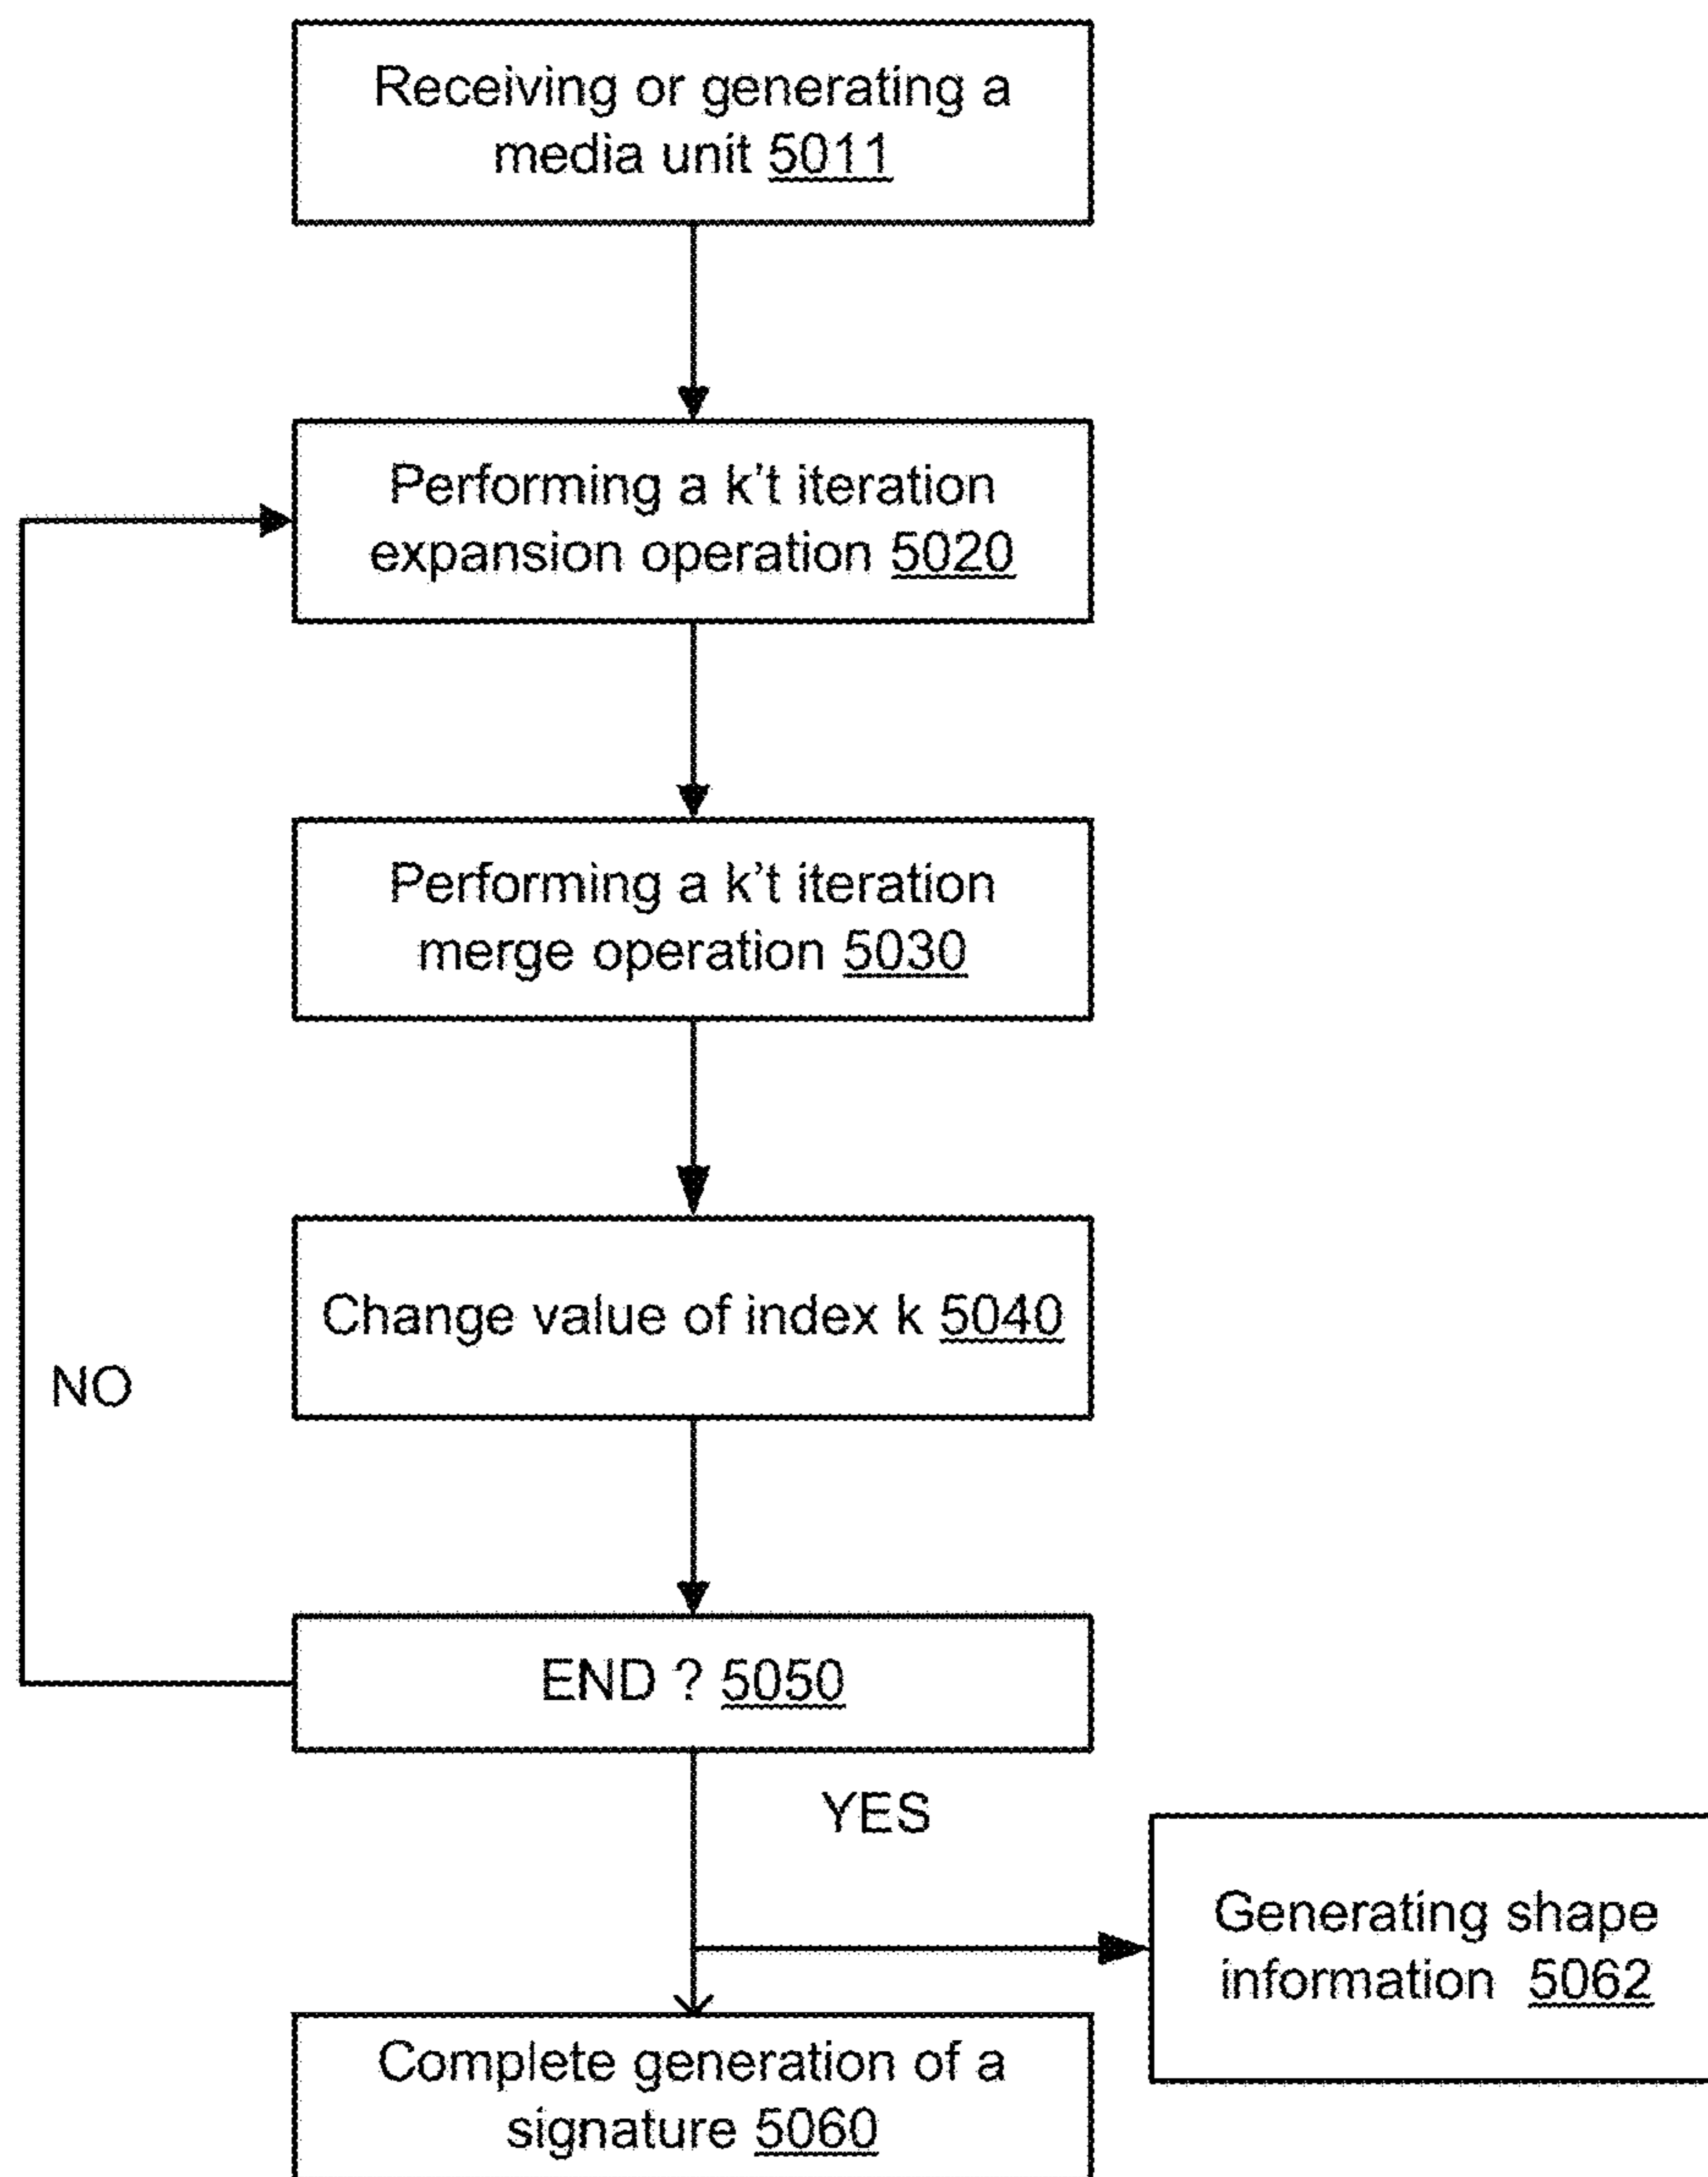 Receiving or generating a
media unit 5011
Performing a k't iteration
expansion operation 5020
Performing a k't iteration
merge operation 5030
Change value of index k 5040
NO
END ? 5050
YES
Generating shape
information 5062
Complete generation of a
signature 5060